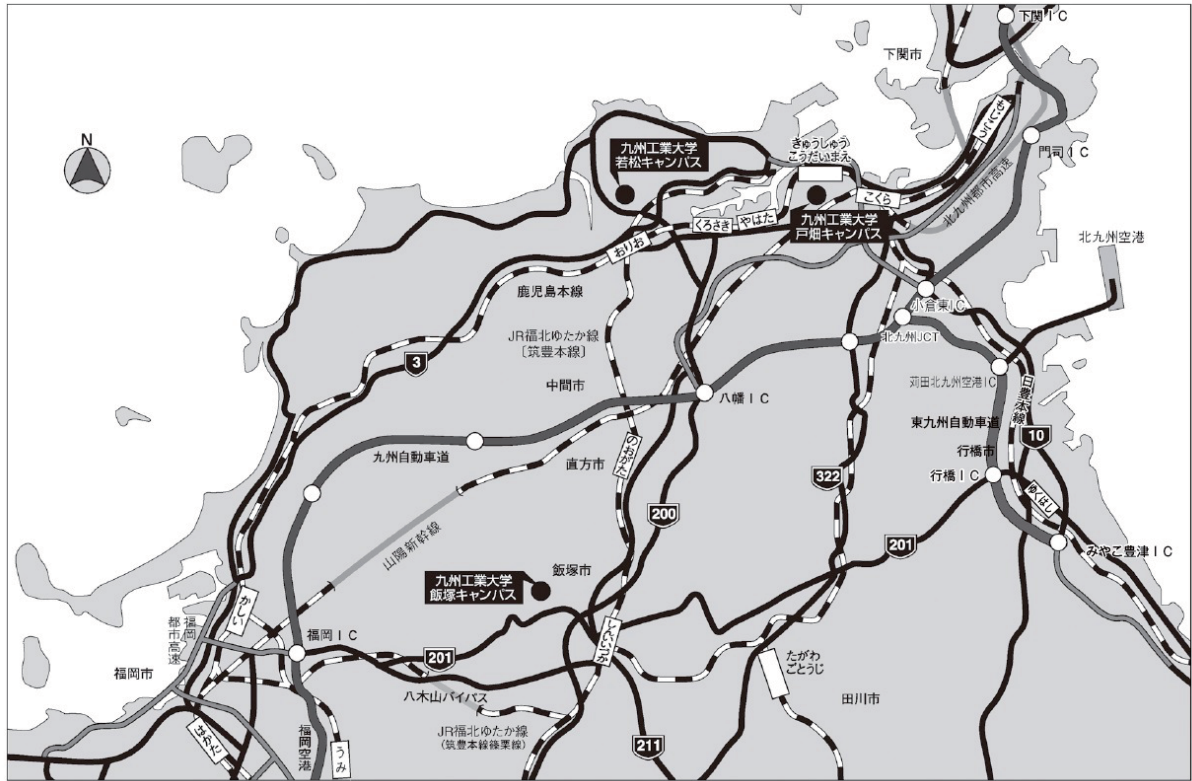 下関IC
下関市
N
九州工業大学
若松キャンパス
きゅうしゅう
こうだいまえ
もじこう
門司IC
北九州都市高速
こくら
九州工業大学
戸畑キャンパス
くろさき
やはた
おりお
北九州空港
鹿児島本線
小倉東IC
JR福北ゆたか線
〔筑豊本線〕
北九州JCT
3
中間市
八幡IC
苅田北九州空港IC
日豊本線
東九州自動車道
10
九州自動車道
のおがた
直方市
行橋市
行橋IC
322
ゆくはし
200
山陽新幹線
201
みやこ豊津IC
九州工業大学
飯塚キャンパス
飯塚市
かしい
福岡
都市高速
福岡IC
しんいいづか
201
たがわ
ごとうじ
福岡市
八木山バイパス
田川市
はかた
福岡空港
うみ
JR福北ゆたか線
(筑豊本線篠栗線)
211